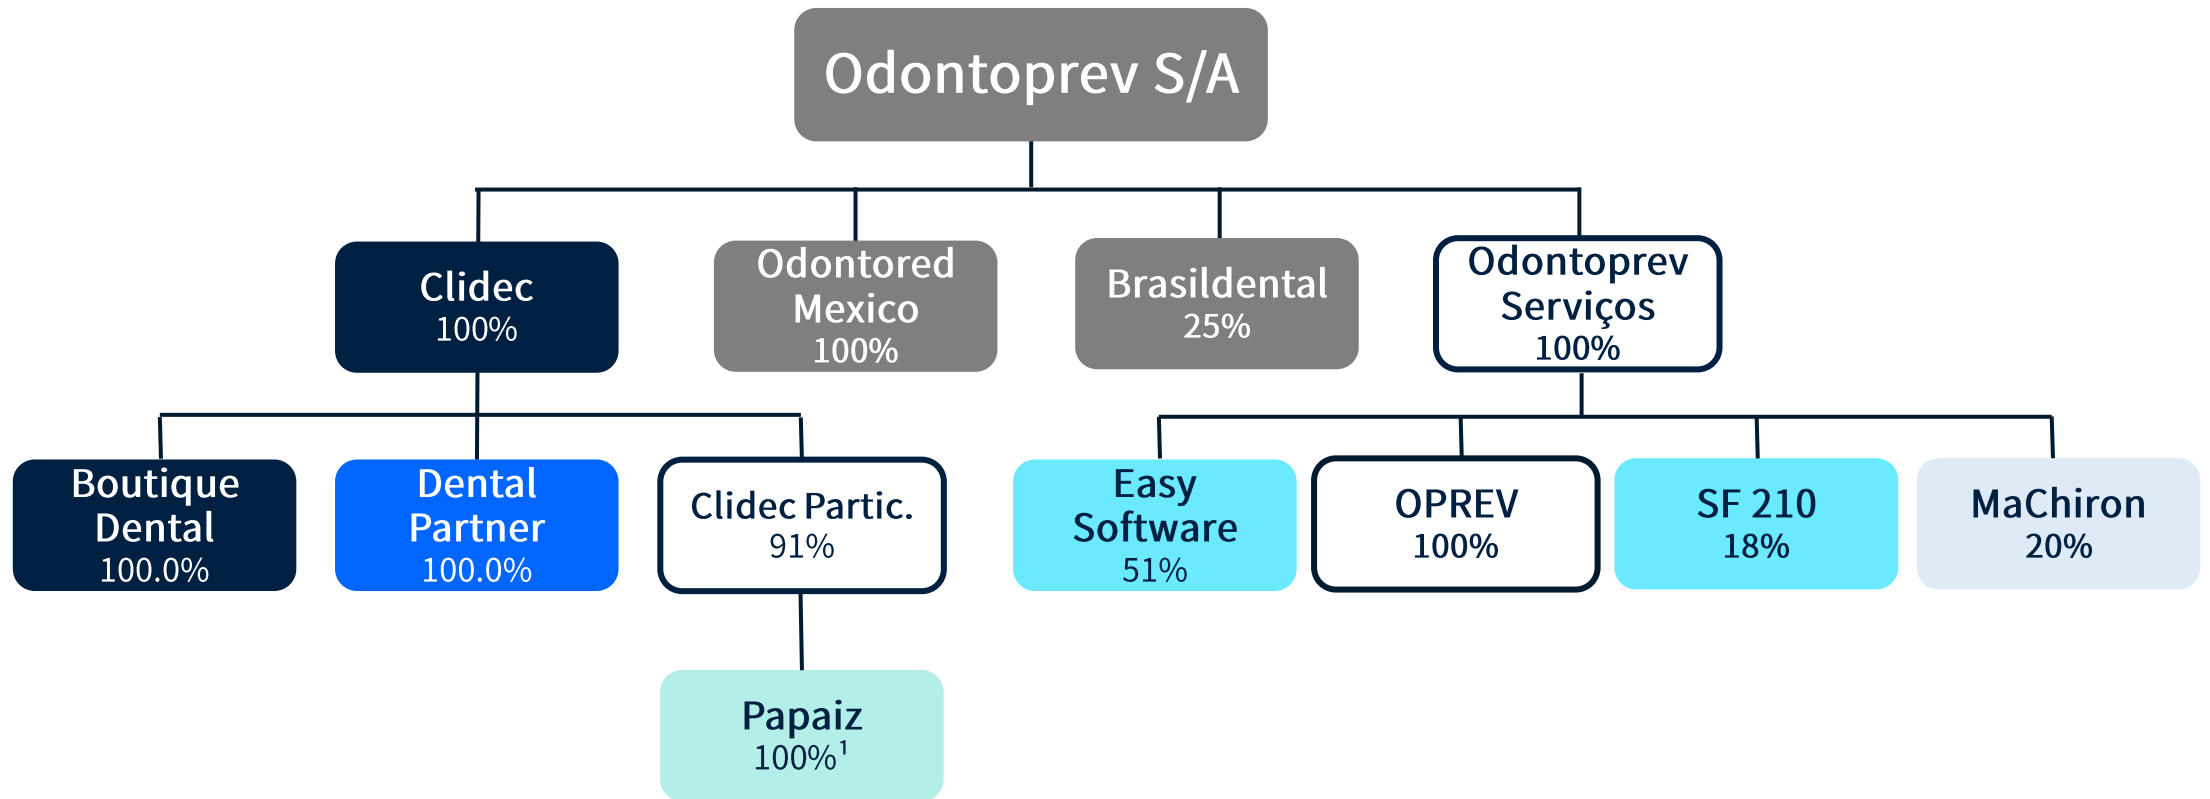 Odontoprev S/A
Clidec
100%
Odontored
Mexico
100%
Brasildental
25%
Odontoprev
Serviços
100%
Boutique
Dental
100.0%
Dental
Partner
100.0%
Clidec Partic.
91%
Easy
Software
51%
OPREV
100%
SF 210
18%
MaChiron
20%
Papaiz
100%¹